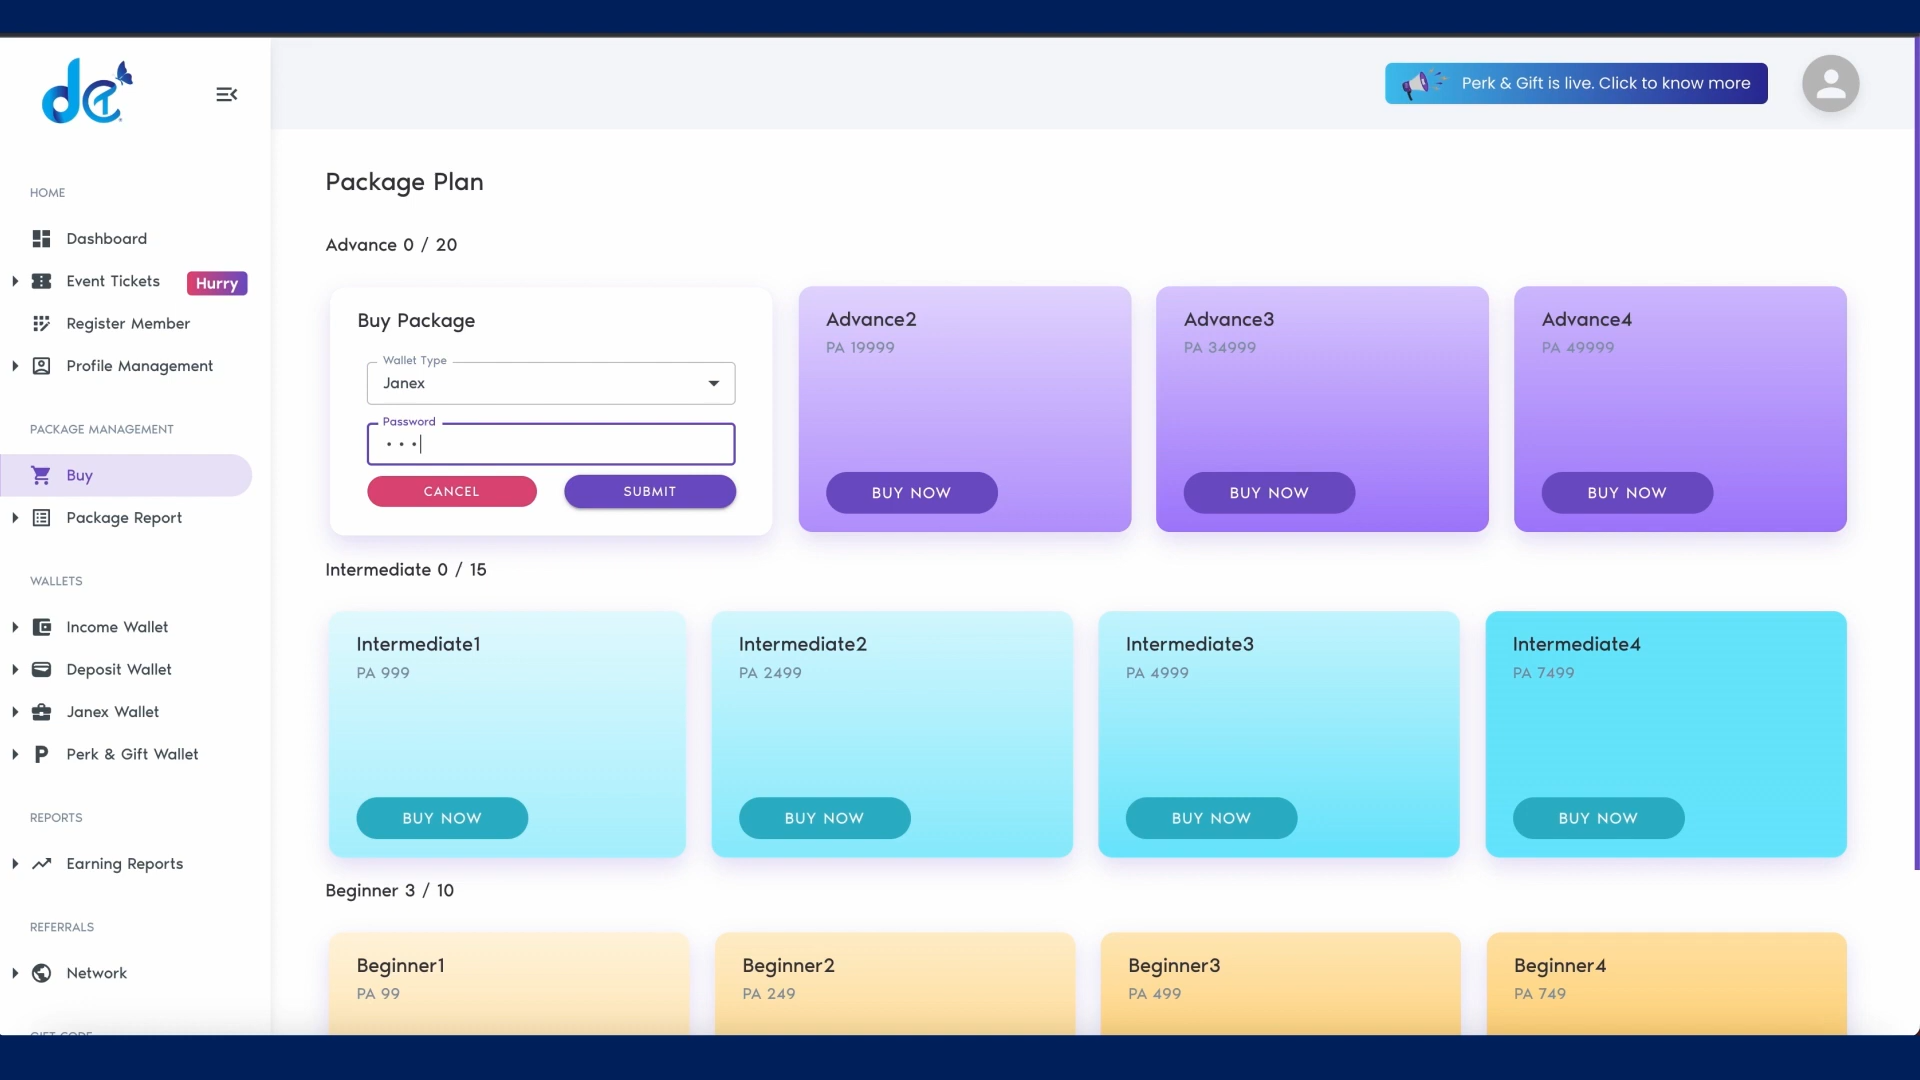 dct
Perk & Gift is live. Click to know more
HOME
Dashboard
Event Tickets
Hurry
Register Member
Profile Management
PACKAGE MANAGEMENT
Buy
Package Report
WALLETS
Income Wallet
Deposit Wallet
Janex Wallet
Perk & Gift Wallet
REPORTS
Earning Reports
REFERRALS
Network
GIFT CODE
Package Plan
Advance 0 / 20
Buy Package
Wallet Type
Janex
Password
CANCEL
SUBMIT
Advance2
PA 19999
BUY NOW
Advance3
PA 34999
BUY NOW
Advance4
PA 49999
BUY NOW
Intermediate 0 / 15
Intermediate1
PA 999
BUY NOW
Intermediate2
PA 2499
BUY NOW
Intermediate3
PA 4999
BUY NOW
Intermediate4
PA 7499
BUY NOW
Beginner 3 / 10
Beginner1
PA 99
Beginner2
PA 249
Beginner3
PA 499
Beginner4
PA 749